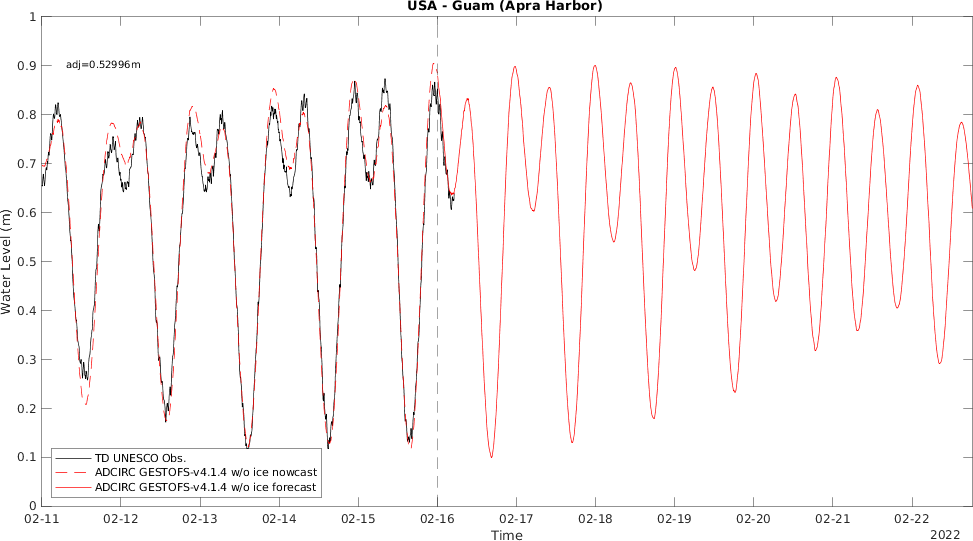 USA - Guam (Apra Harbor)
1
adj=0.52996m
0.9
0.8
0.7
0.6
0.5
0.4
0.3
0.2
0.1
0
Water Level (m)
TD UNESCO Obs.
ADCIRC GESTOFS-v4.1.4 w/o ice nowcast
ADCIRC GESTOFS-v4.1.4 w/o ice forecast
02-11 02-12 02-13 02-14 02-15 02-16 02-17 02-18 02-19 02-20 02-21 02-22
Time
2022